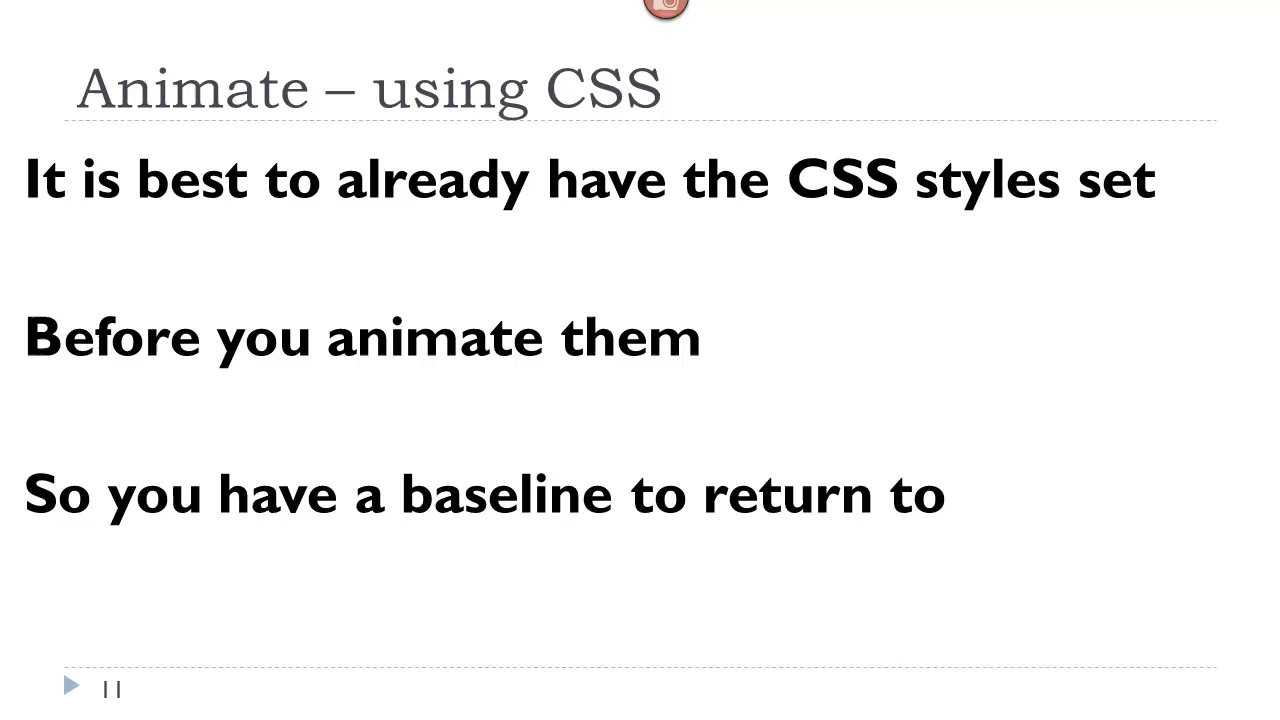 Animate – using CSS
It is best to already have the CSS styles set
Before you animate them
So you have a baseline to return to
11